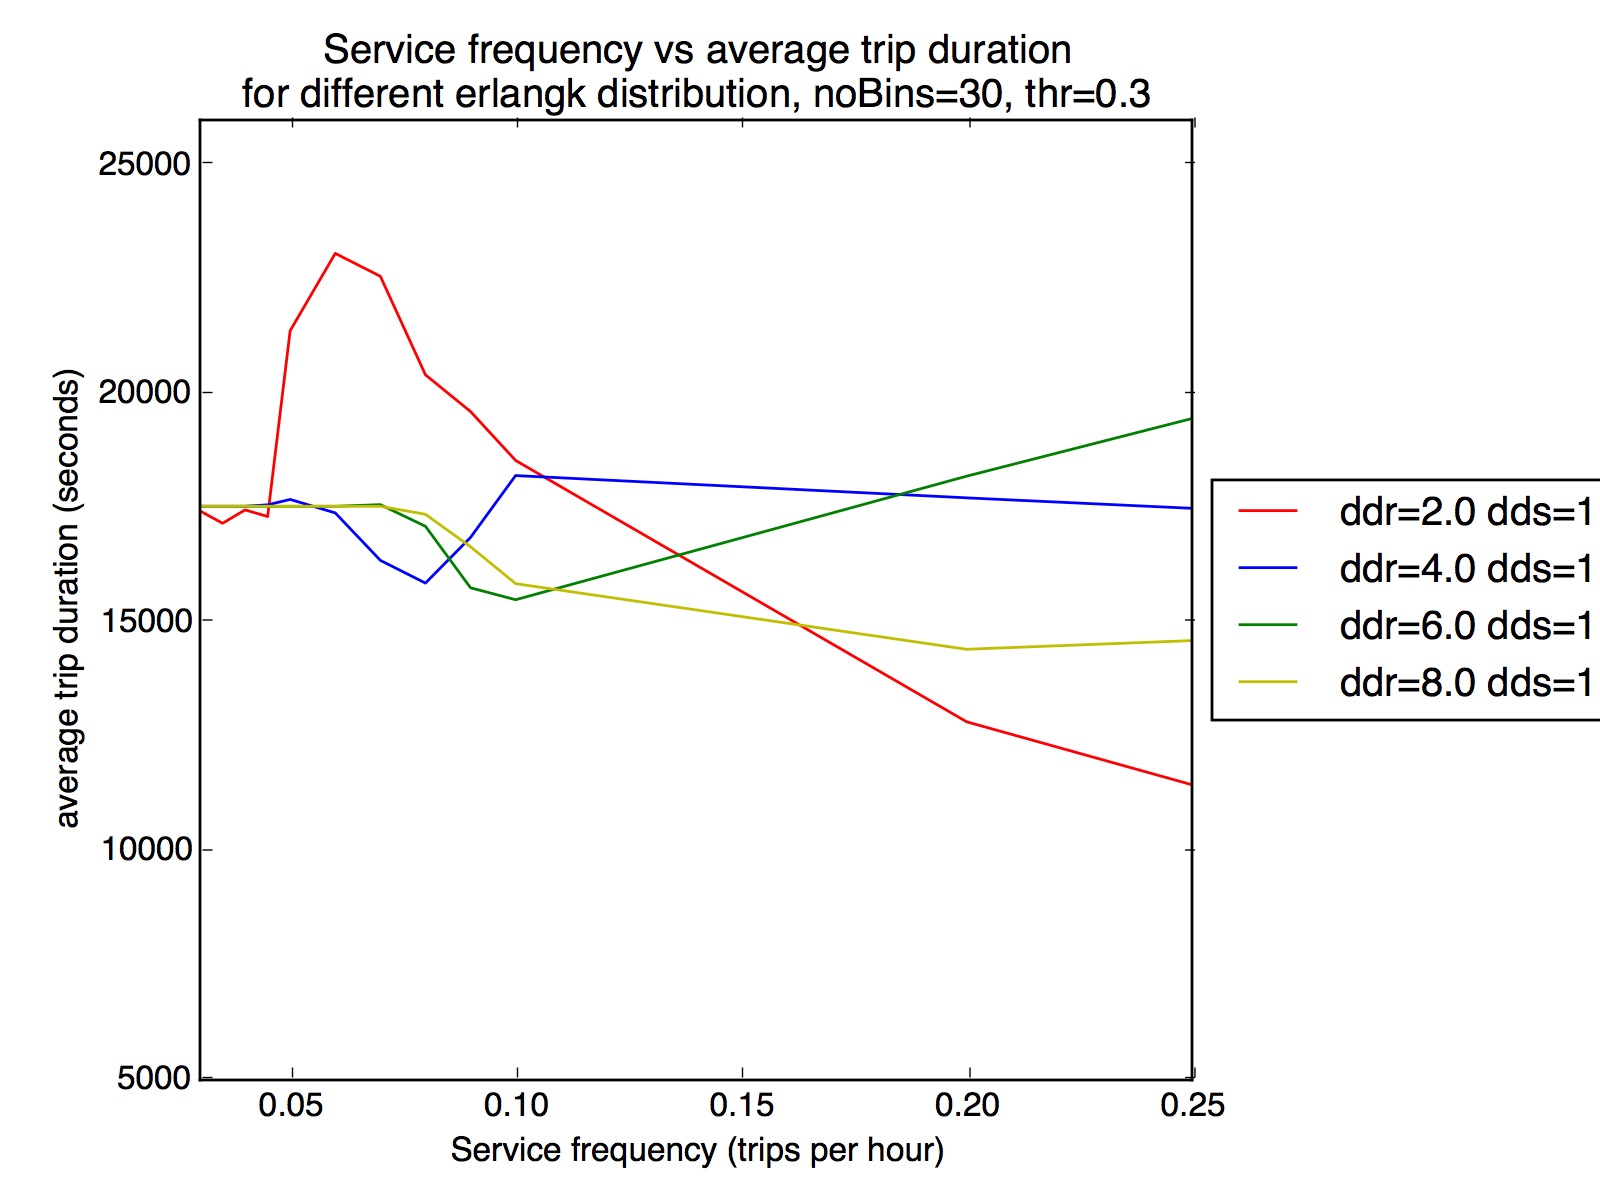 Service frequency vs average trip duration
for different erlangk distribution, noBins=30, thr=0.3
25000
20000
15000
10000
5000
average trip duration (seconds)
0.05 0.10 0.15 0.20 0.25
Service frequency (trips per hour)
ddr=2.0 dds=1
ddr=4.0 dds=1
ddr=6.0 dds=1
ddr=8.0 dds=1